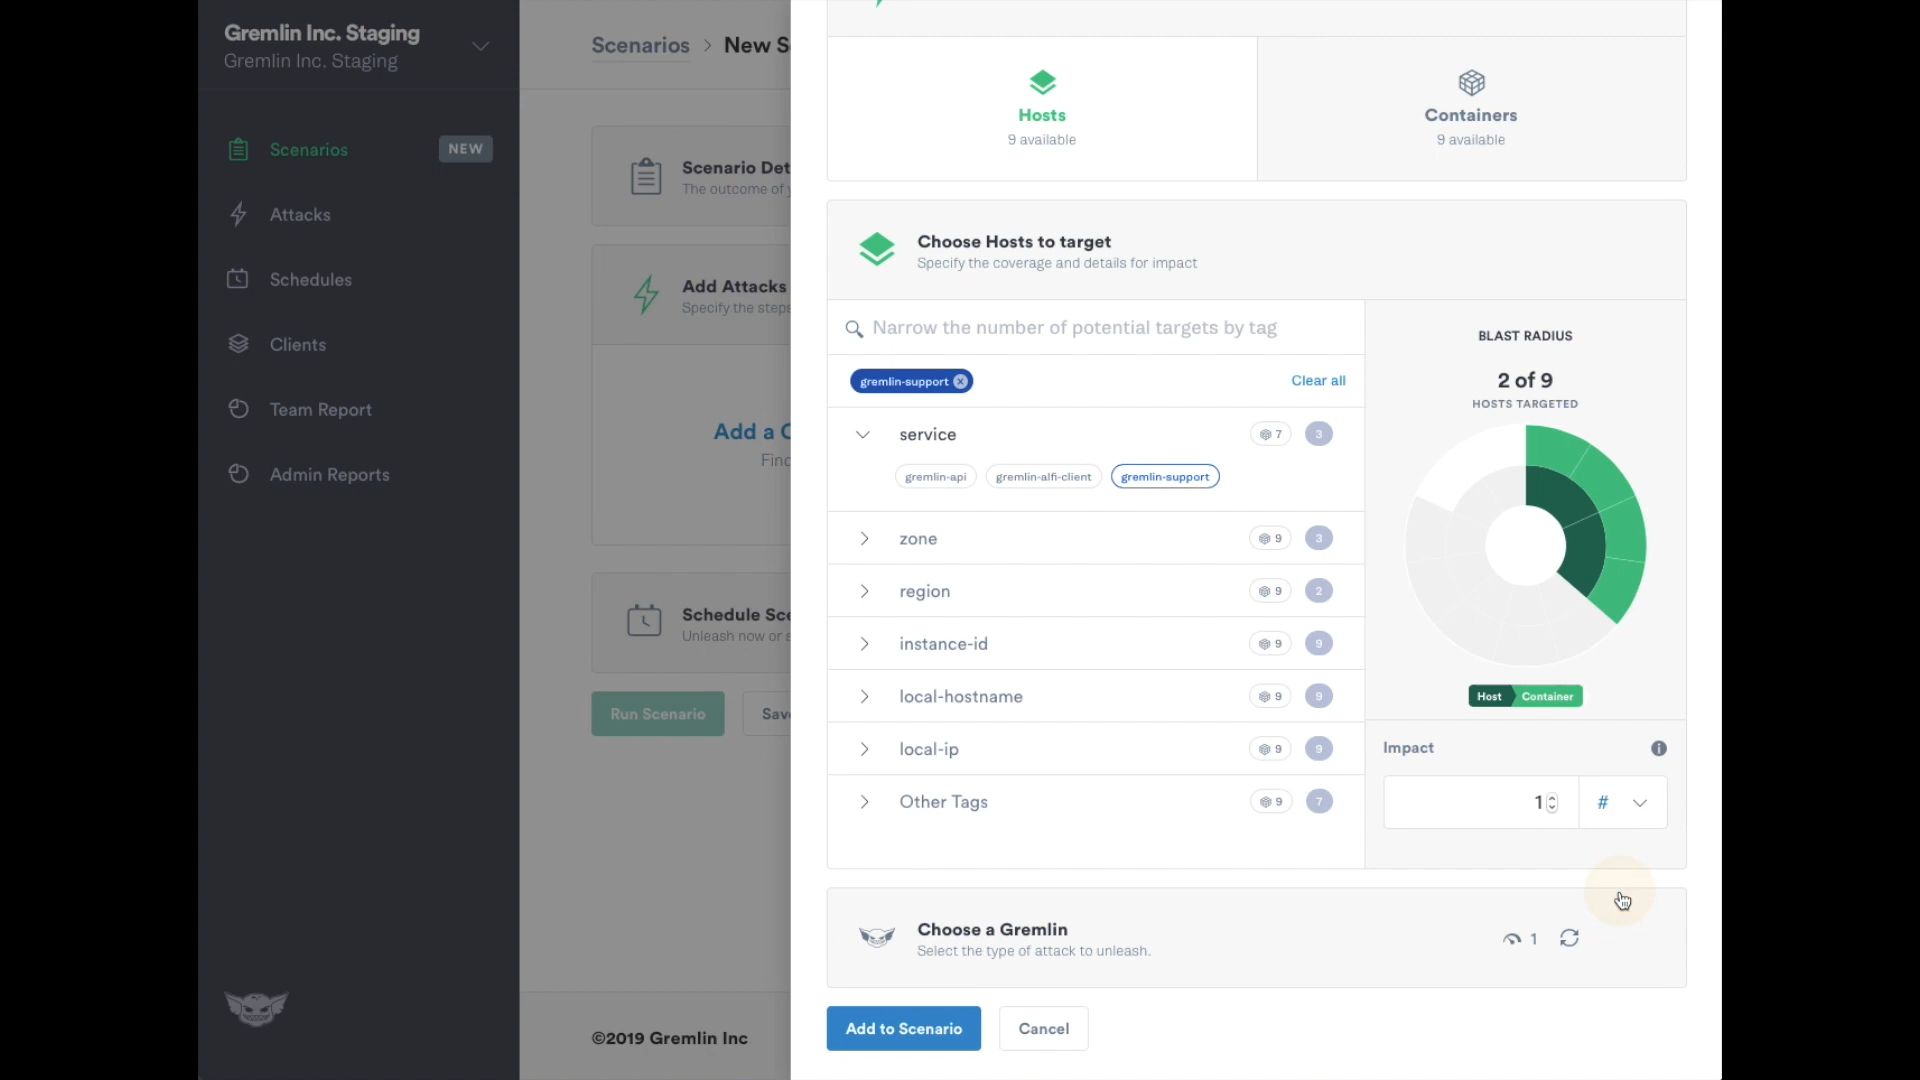 Gremlin Inc. Staging
Gremlin Inc. Staging
Scenarios
NEW
Attacks
Schedules
Clients
Team Report
Admin Reports
Scenarios > New S
Scenario Det
The outcome of y
Add Attacks
Specify the steps
Add a C
Find
Schedule Sce
Unleash now or s
Run Scenario
Save
©2019 Gremlin Inc
Hosts
9 available
Containers
9 available
Choose Hosts to target
Specify the coverage and details for impact
Narrow the number of potential targets by tag
gremlin-support
Clear all
service 7 3
gremlin-api gremlin-alfi-client gremlin-support
zone 9 3
region 9 2
instance-id 9 9
local-hostname 9 9
local-ip 9 9
Other Tags 9 7
BLAST RADIUS
2 of 9
HOSTS TARGETED
Host Container
Impact
1 #
Choose a Gremlin
Select the type of attack to unleash.
1
Add to Scenario
Cancel